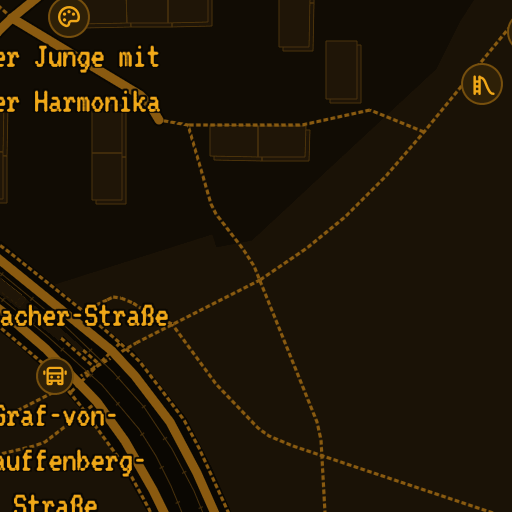 er Junge mit
er Harmonika
acher-Straße
Graf-von-
auffenberg-
Straße